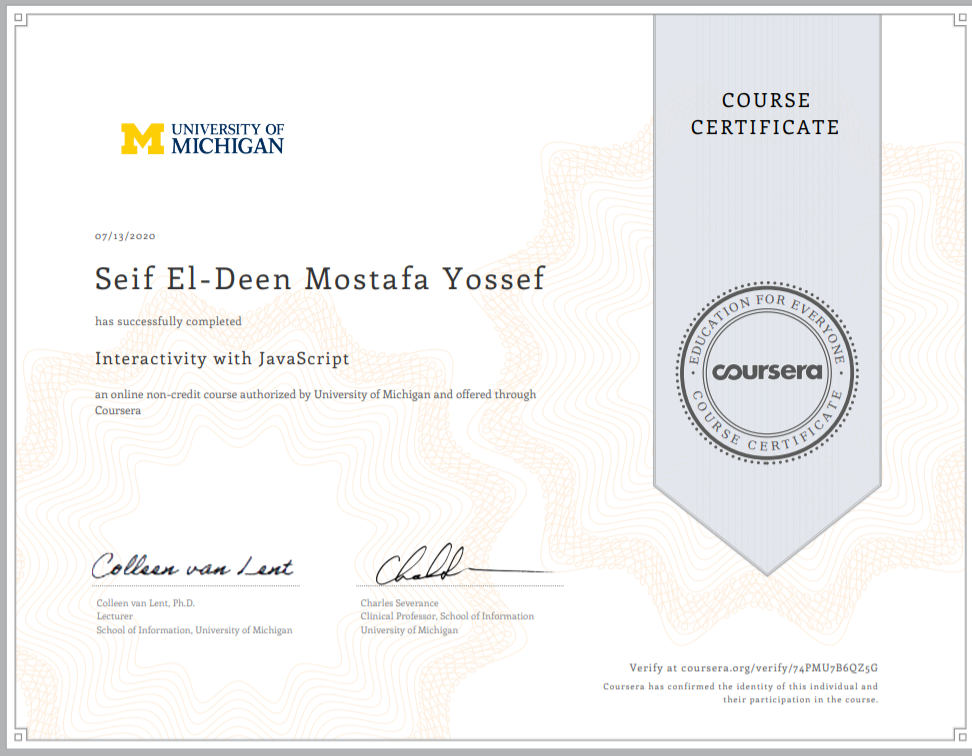 COURSE
CERTIFICATE
UNIVERSITY OF
MICHIGAN
07/13/2020
Seif El-Deen Mostafa Yossef
has successfully completed
Interactivity with JavaScript
an online non-credit course authorized by University of Michigan and offered through
Coursera
EDUCATION FOR EVERYONE
coursera
COURSE CERTIFICATE
Colleen van Lent
Colleen van Lent, Ph.D.
Lecturer
School of Information, University of Michigan
Charles Severance
Clinical Professor, School of Information
University of Michigan
Verify at coursera.org/verify/74PMU7B6QZ5G
Coursera has confirmed the identity of this individual and
their participation in the course.